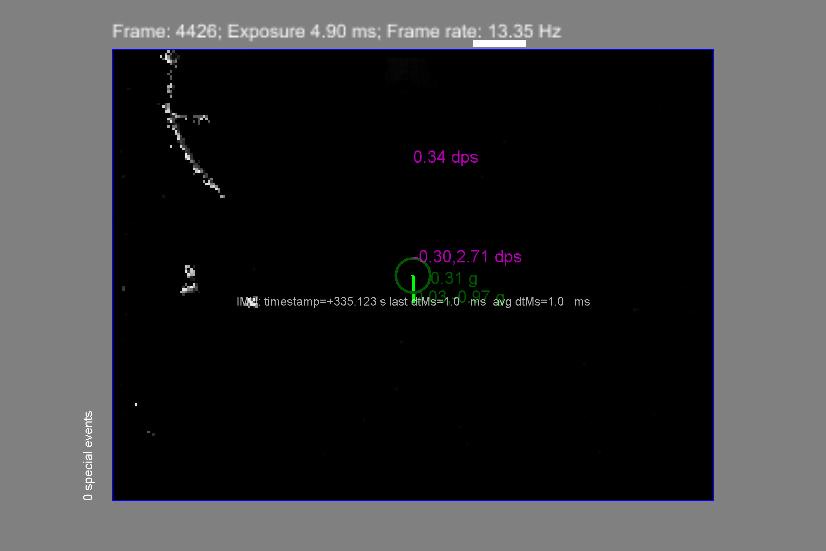 Frame: 4426; Exposure 4.90 ms; Frame rate: 13.35 Hz
0.34 dps
-0.30,2.71 dps
0.31 g
timestamp=+335.123 s last dtMs=1.0 ms avg dtMs=1.0 ms
0 special events